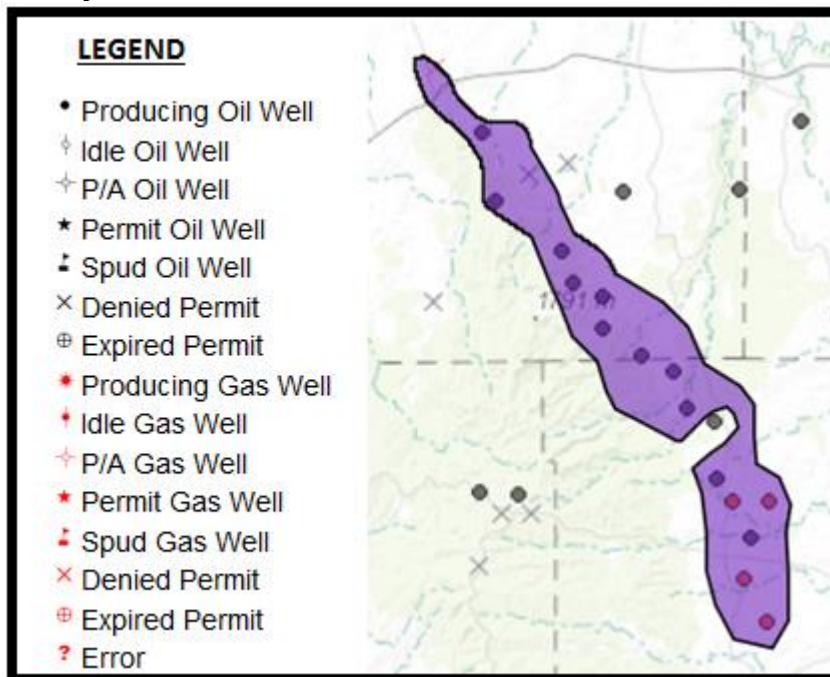 LEGEND
Producing Oil Well
Idle Oil Well
P/A Oil Well
Permit Oil Well
Spud Oil Well
Denied Permit
Expired Permit
Producing Gas Well
Idle Gas Well
P/A Gas Well
Permit Gas Well
Spud Gas Well
Denied Permit
Expired Permit
? Error
1791 m